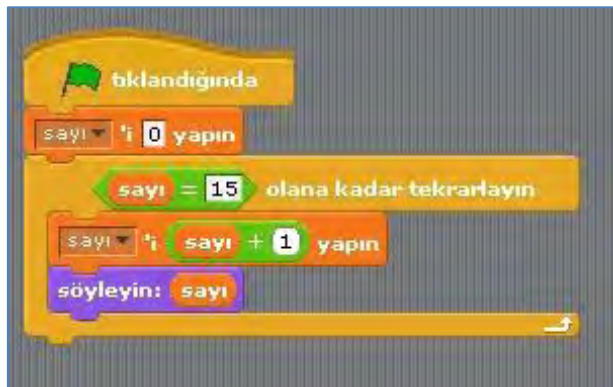 tıklandığında
sayı 'i 0 yapın
sayı = 15 olana kadar tekrarlayın
sayı 'i sayı + 1 yapın
söyleyin: sayı